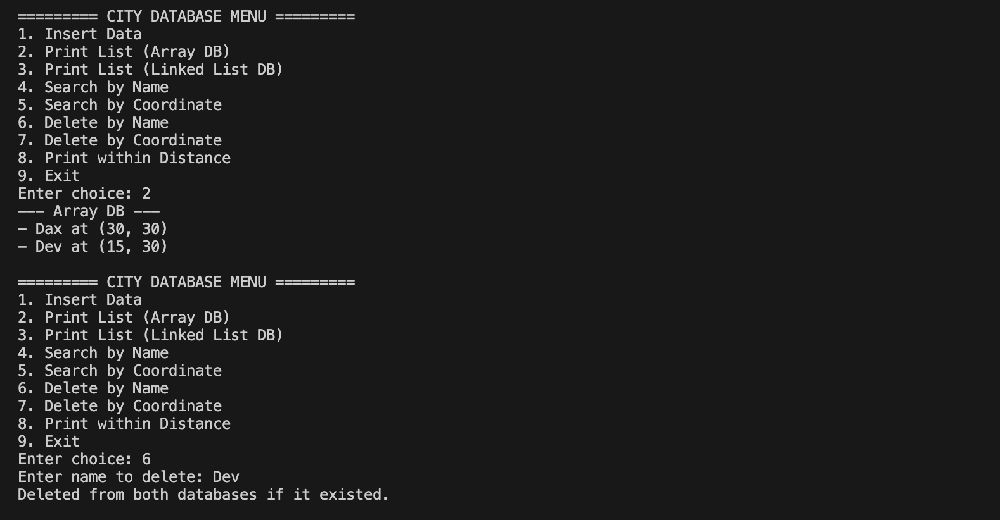 ========= CITY DATABASE MENU =========
1. Insert Data
2. Print List (Array DB)
3. Print List (Linked List DB)
4. Search by Name
5. Search by Coordinate
6. Delete by Name
7. Delete by Coordinate
8. Print within Distance
9. Exit
Enter choice: 2
--- Array DB ---
- Dax at (30, 30)
- Dev at (15, 30)

========= CITY DATABASE MENU =========
1. Insert Data
2. Print List (Array DB)
3. Print List (Linked List DB)
4. Search by Name
5. Search by Coordinate
6. Delete by Name
7. Delete by Coordinate
8. Print within Distance
9. Exit
Enter choice: 6
Enter name to delete: Dev
Deleted from both databases if it existed.